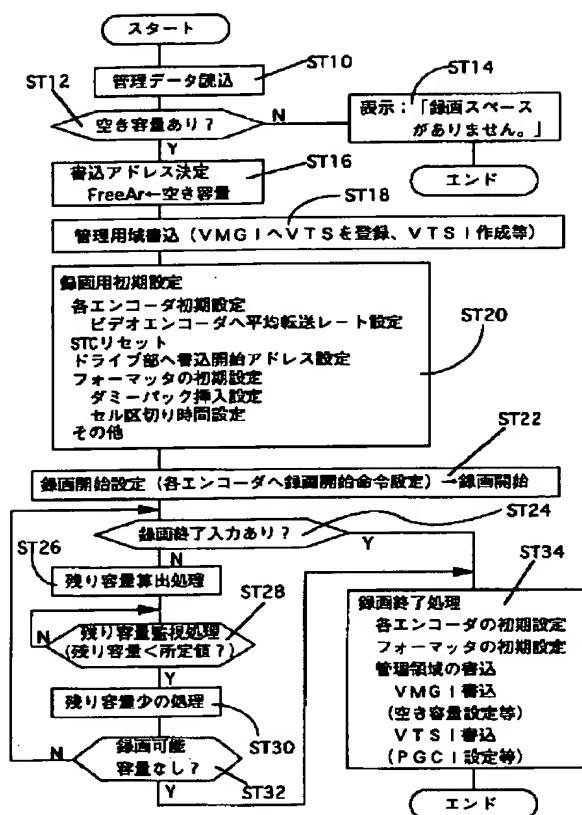 スタート
ST10
管理データ読込
ST12
空き容量あり?
N
Y
ST14
表示:「録画スペース
がありません。」
エンド
ST16
書込アドレス決定
FreeAr←空き容量
ST18
管理用域書込(VMGIへVTSを登録、VTSI作成等)
録画用初期設定
各エンコーダ初期設定
ビデオエンコーダへ平均転送レート設定
STCリセット
ドライブ部へ書込開始アドレス設定
フォーマッタの初期設定
ダミーパック挿入設定
セル区切り時間設定
その他
ST20
ST22
録画開始設定(各エンコーダへ録画開始命令設定)→録画開始
ST24
録画終了入力あり?
Y
N
ST26
残り容量算出処理
ST28
残り容量監視処理
(残り容量<所定値?)
N
Y
残り容量少の処理
ST30
録画可能
容量なし?
N
Y
ST32
ST34
録画終了処理
各エンコーダの初期設定
フォーマッタの初期設定
管理領域の書込
VMGI書込
(空き容量設定等)
VTSI書込
(PGCI設定等)
エンド